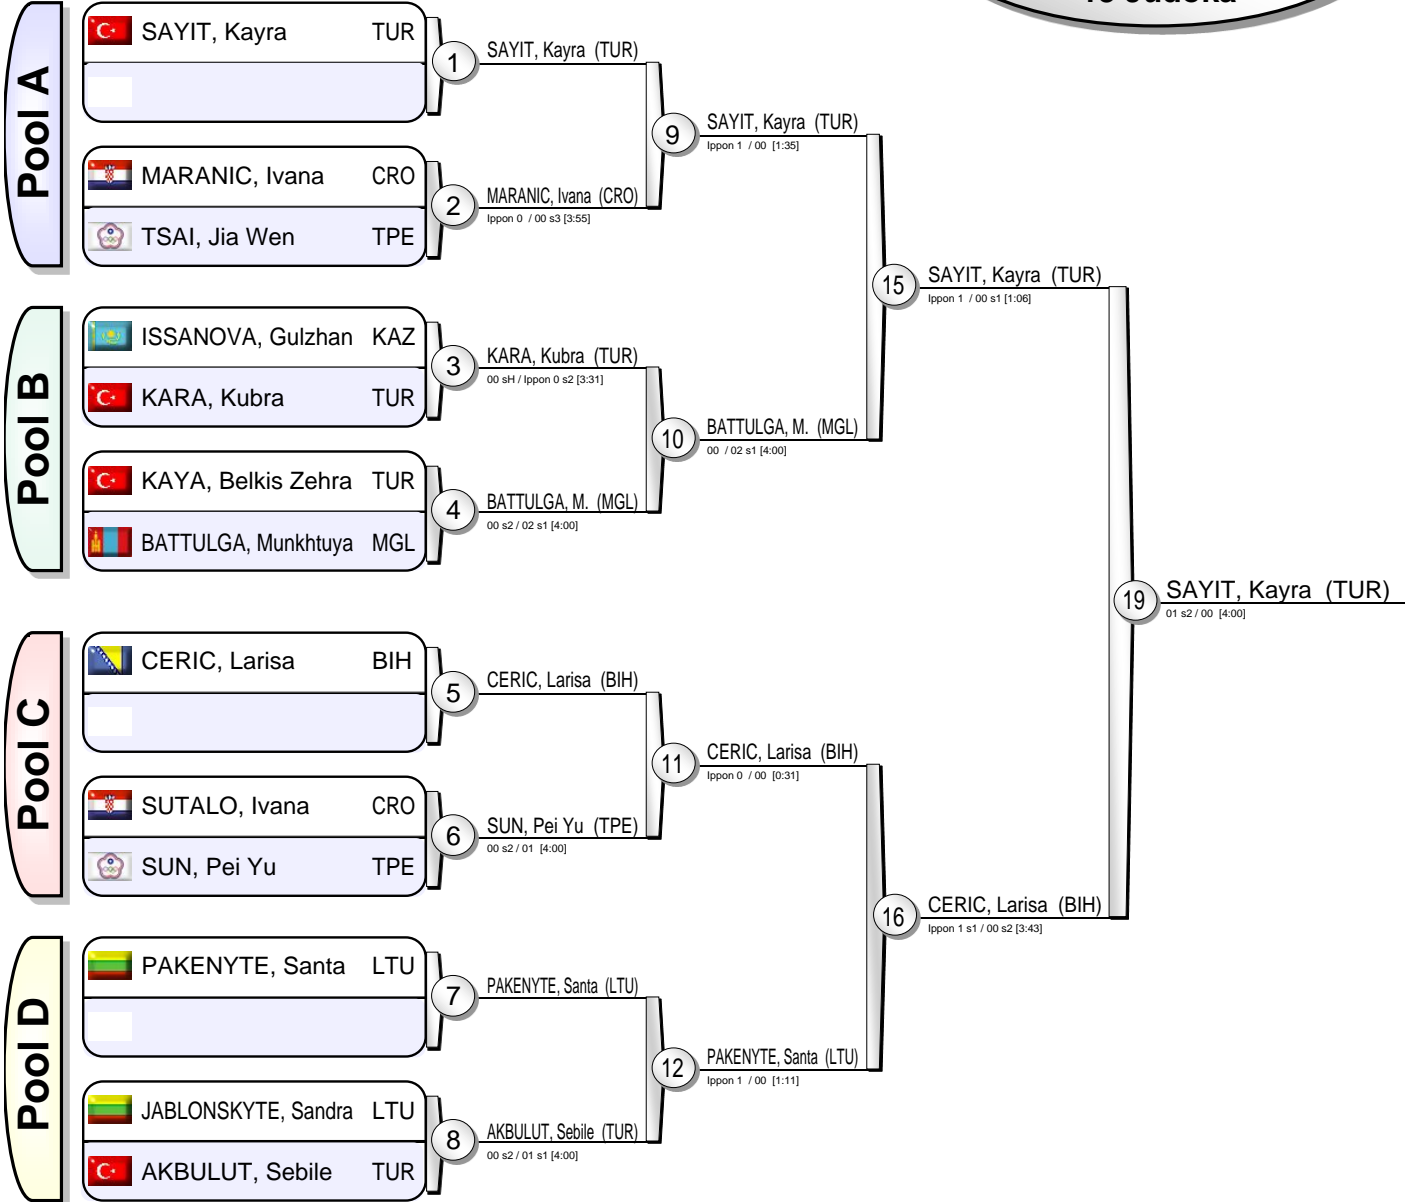 Pool A
SAYIT, Kayra TUR
MARANIC, Ivana CRO
TSAI, Jia Wen TPE
Pool B
ISSANOVA, Gulzhan KAZ
KARA, Kubra TUR
KAYA, Belkis Zehra TUR
BATTULGA, Munkhtuya MGL
Pool C
CERIC, Larisa BIH
SUTALO, Ivana CRO
SUN, Pei Yu TPE
Pool D
PAKENYTE, Santa LTU
JABLONSKYTE, Sandra LTU
AKBULUT, Sebile TUR
1
SAYIT, Kayra (TUR)
2
MARANIC, Ivana (CRO)
Ippon 0 / 00 s3 [3:55]
3
KARA, Kubra (TUR)
00 sH / Ippon 0 s2 [3:31]
4
BATTULGA, M. (MGL)
00 s2 / 02 s1 [4:00]
5
CERIC, Larisa (BIH)
6
SUN, Pei Yu (TPE)
00 s2 / 01 [4:00]
7
PAKENYTE, Santa (LTU)
8
AKBULUT, Sebile (TUR)
00 s2 / 01 s1 [4:00]
9
SAYIT, Kayra (TUR)
Ippon 1 / 00 [1:35]
10
BATTULGA, M. (MGL)
00 / 02 s1 [4:00]
11
CERIC, Larisa (BIH)
Ippon 0 / 00 [0:31]
12
PAKENYTE, Santa (LTU)
Ippon 1 / 00 [1:11]
15
SAYIT, Kayra (TUR)
Ippon 1 / 00 s1 [1:06]
16
CERIC, Larisa (BIH)
Ippon 1 s1 / 00 s2 [3:43]
19
SAYIT, Kayra (TUR)
01 s2 / 00 [4:00]